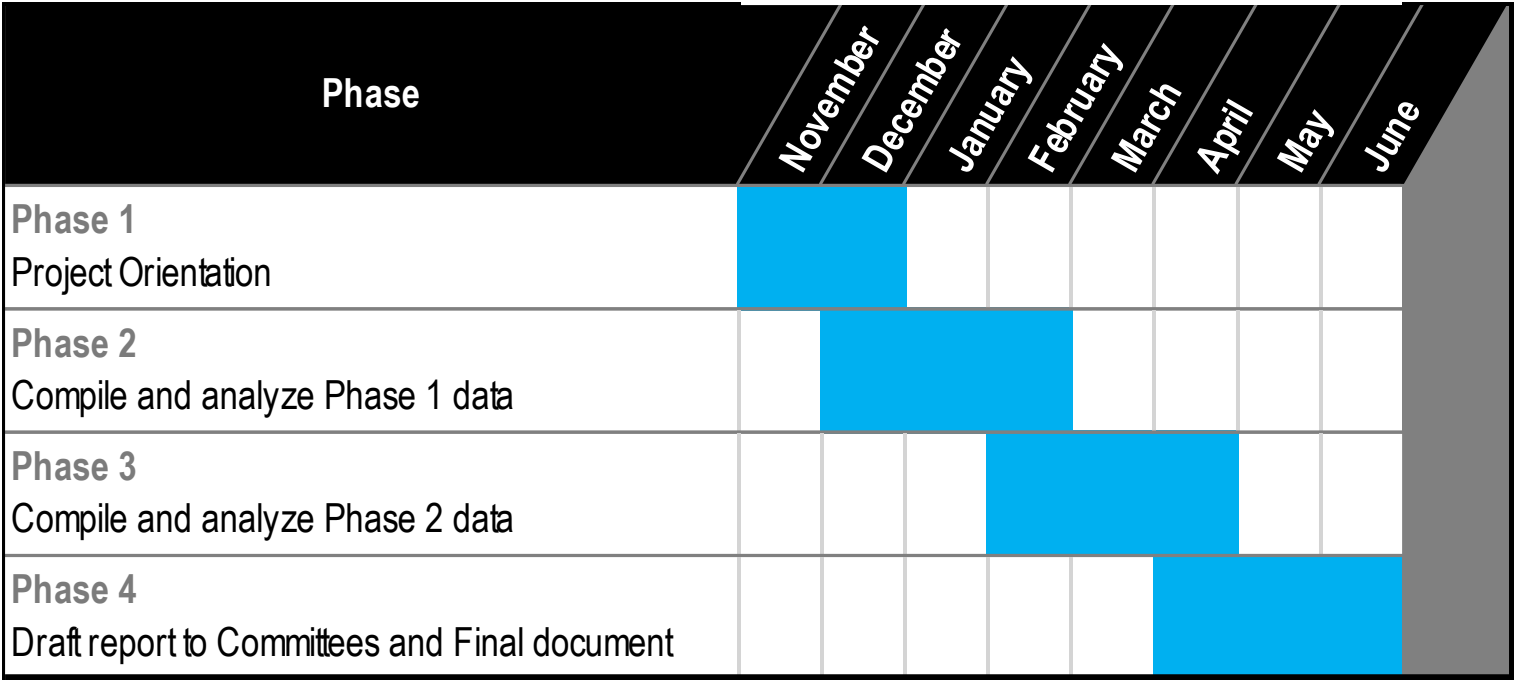 Phase
November
December
January
February
March
April
May
June
Phase 1
Project Orientation
Phase 2
Compile and analyze Phase 1 data
Phase 3
Compile and analyze Phase 2 data
Phase 4
Draft report to Committees and Final document